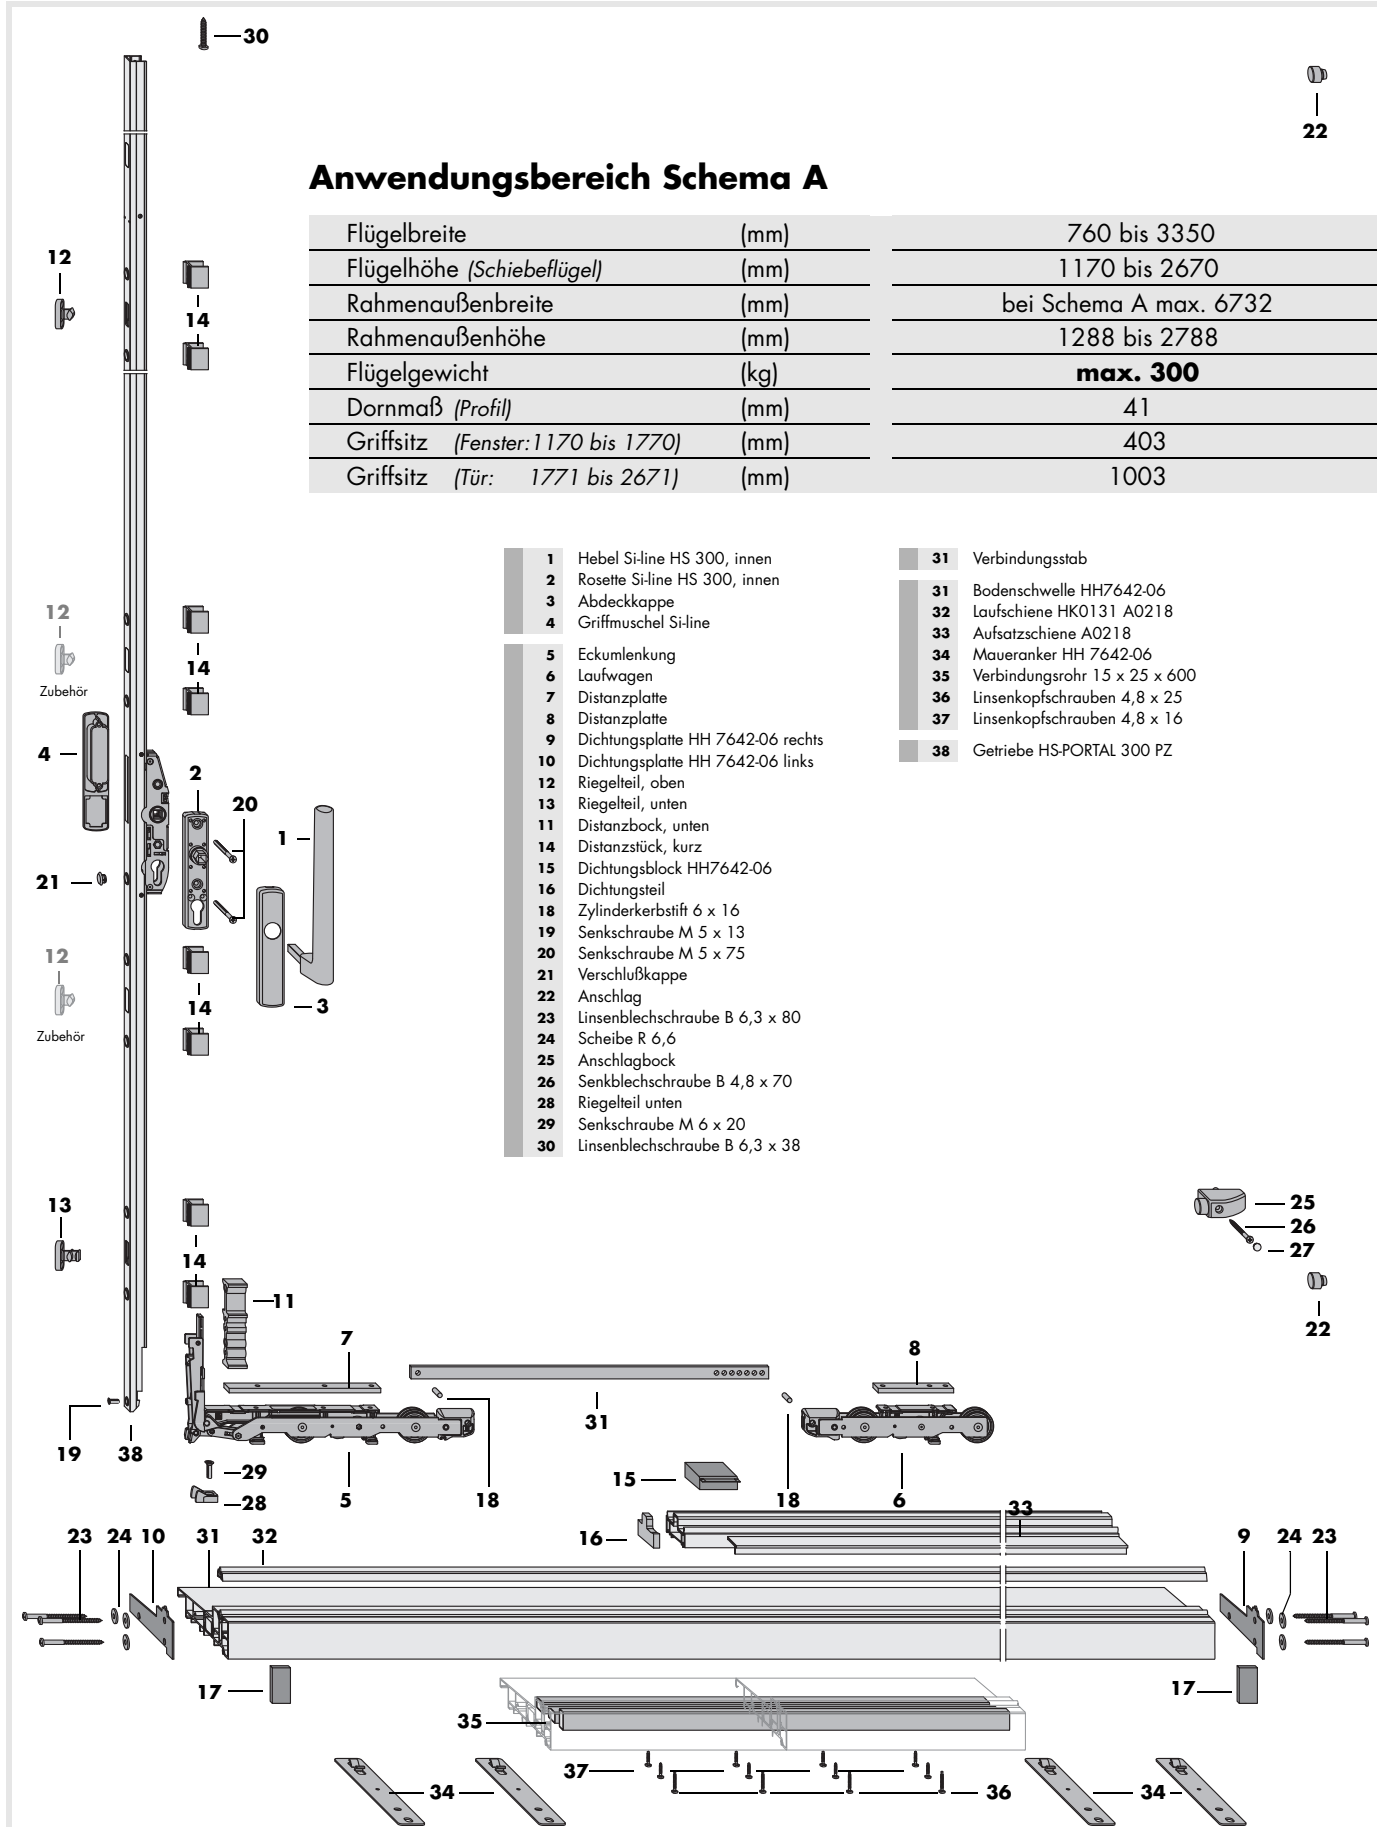 30
22
Anwendungsbereich Schema A
Flügelbreite (mm) 760 bis 3350
Flügelhöhe (Schiebeflügel) (mm) 1170 bis 2670
Rahmenaußenbreite (mm) bei Schema A max. 6732
Rahmenaußenhöhe (mm) 1288 bis 2788
Flügelgewicht (kg) max. 300
Dornmaß (Profil) (mm) 41
Griffsitz (Fenster:1170 bis 1770) (mm) 403
Griffsitz (Tür: 1771 bis 2671) (mm) 1003
12
14
12
Zubehör
14
4
2
20
1
21
12
Zubehör
14
3
1 Hebel Si-line HS 300, innen
2 Rosette Si-line HS 300, innen
3 Abdeckkappe
4 Griffmuschel Si-line
5 Eckumlenkung
6 Laufwagen
7 Distanzplatte
8 Distanzplatte
9 Dichtungsplatte HH 7642-06 rechts
10 Dichtungsplatte HH 7642-06 links
12 Riegelteil, oben
13 Riegelteil, unten
11 Distanzbock, unten
14 Distanzstück, kurz
15 Dichtungsblock HH7642-06
16 Dichtungsteil
18 Zylinderkerbstift 6 x 16
19 Senkschraube M 5 x 13
20 Senkschraube M 5 x 75
21 Verschlußkappe
22 Anschlag
23 Linsenblechschraube B 6,3 x 80
24 Scheibe R 6,6
25 Anschlagbock
26 Senkblechschraube B 4,8 x 70
28 Riegelteil unten
29 Senkschraube M 6 x 20
30 Linsenblechschraube B 6,3 x 38
31 Verbindungsstab
31 Bodenschwelle HH7642-06
32 Laufschiene HK0131 A0218
33 Aufsatzschiene A0218
34 Maueranker HH 7642-06
35 Verbindungsrohr 15 x 25 x 600
36 Linsenkopfschrauben 4,8 x 25
37 Linsenkopfschrauben 4,8 x 16
38 Getriebe HS-PORTAL 300 PZ
13
14
11
25
26
27
22
7
8
31
19
38
29
28
5
18
15
18
6
33
16
23 24 10 31 32
9 24 23
17
17
35
37
36
34
34